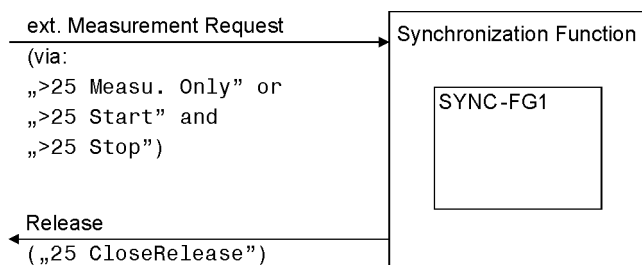 ext. Measurement Request
(via:
„>25 Measu. Only” or
„>25 Start” and
„>25 Stop”)
Synchronization Function
SYNC-FG1
Release
(„25 CloseRelease”)